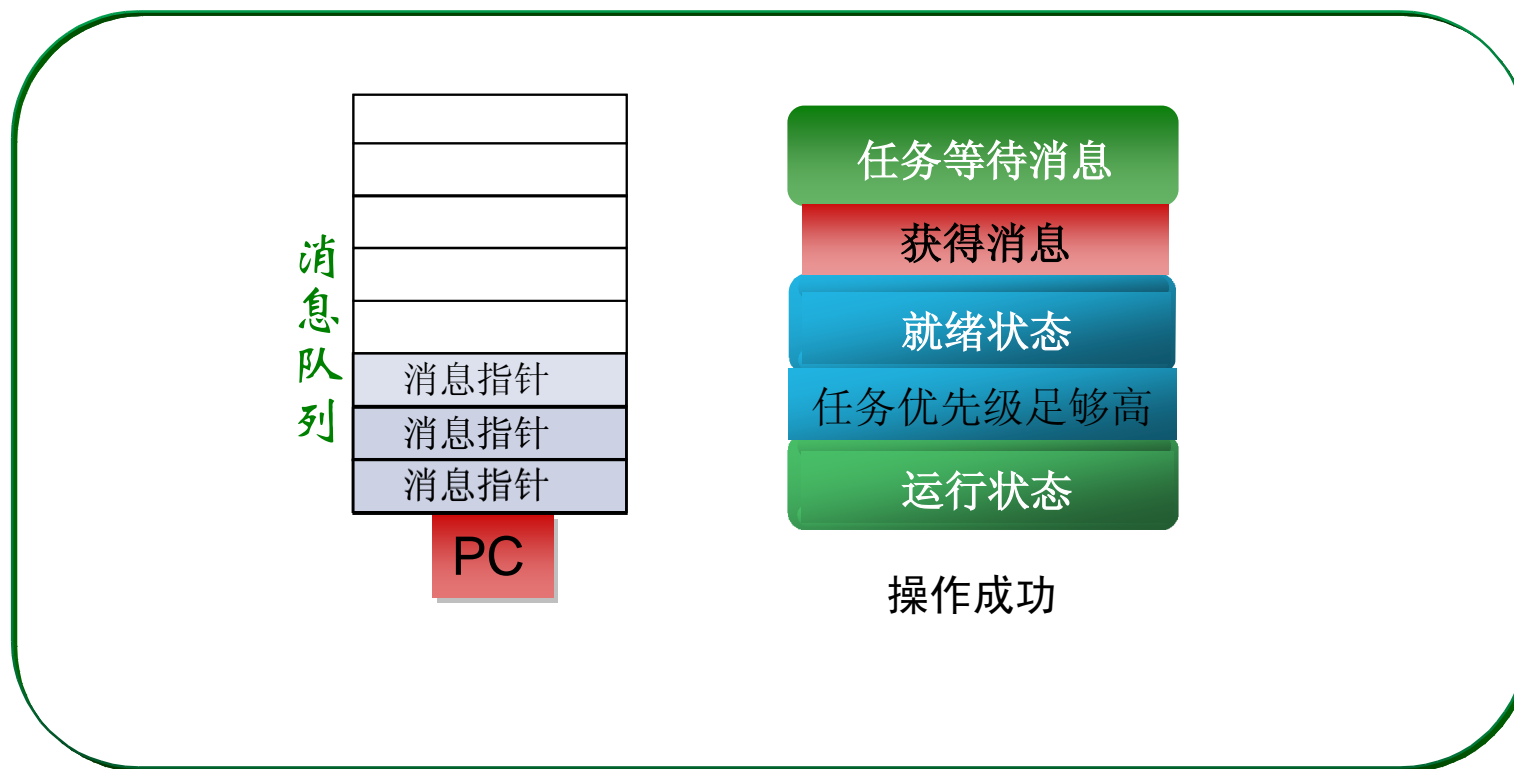 消息队列
消息指针
消息指针
消息指针
PC
任务等待消息
获得消息
就绪状态
任务优先级足够高
运行状态
操作成功